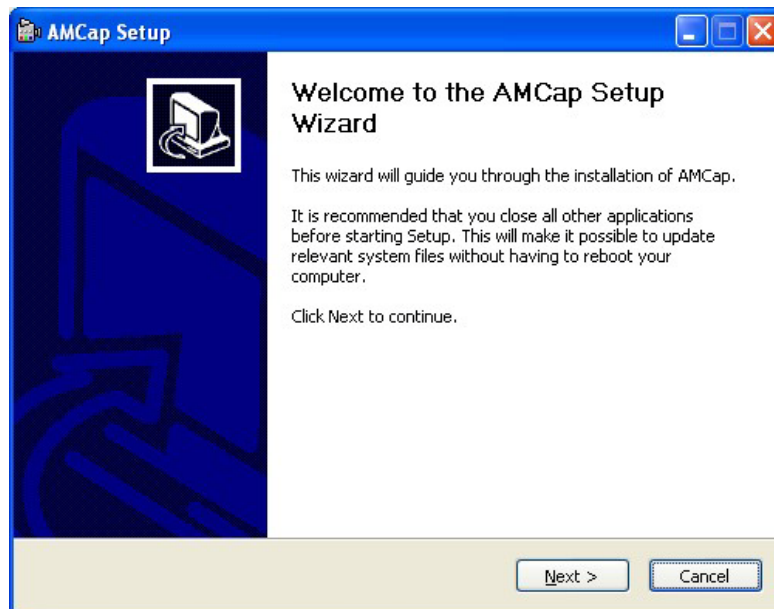 AMCap Setup
Welcome to the AMCap Setup
Wizard
This wizard will guide you through the installation of AMCap.
It is recommended that you close all other applications
before starting Setup. This will make it possible to update
relevant system files without having to reboot your
computer.
Click Next to continue.
Next >
Cancel